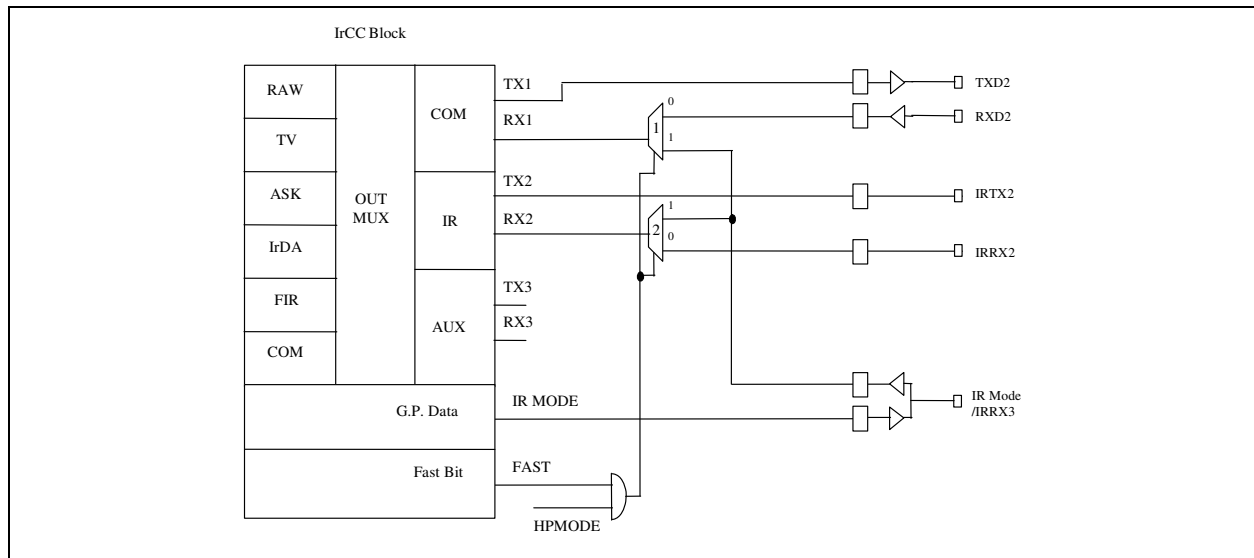 IrCC Block
RAW
TV
ASK
IrDA
FIR
COM
OUT
MUX
COM
IR
AUX
G.P. Data
Fast Bit
TX1
RX1
TX2
RX2
TX3
RX3
IR MODE
FAST
HPMODE
0
1
1
1
2
0
TXD2
RXD2
IRTX2
IRRX2
IR Mode
/IRRX3